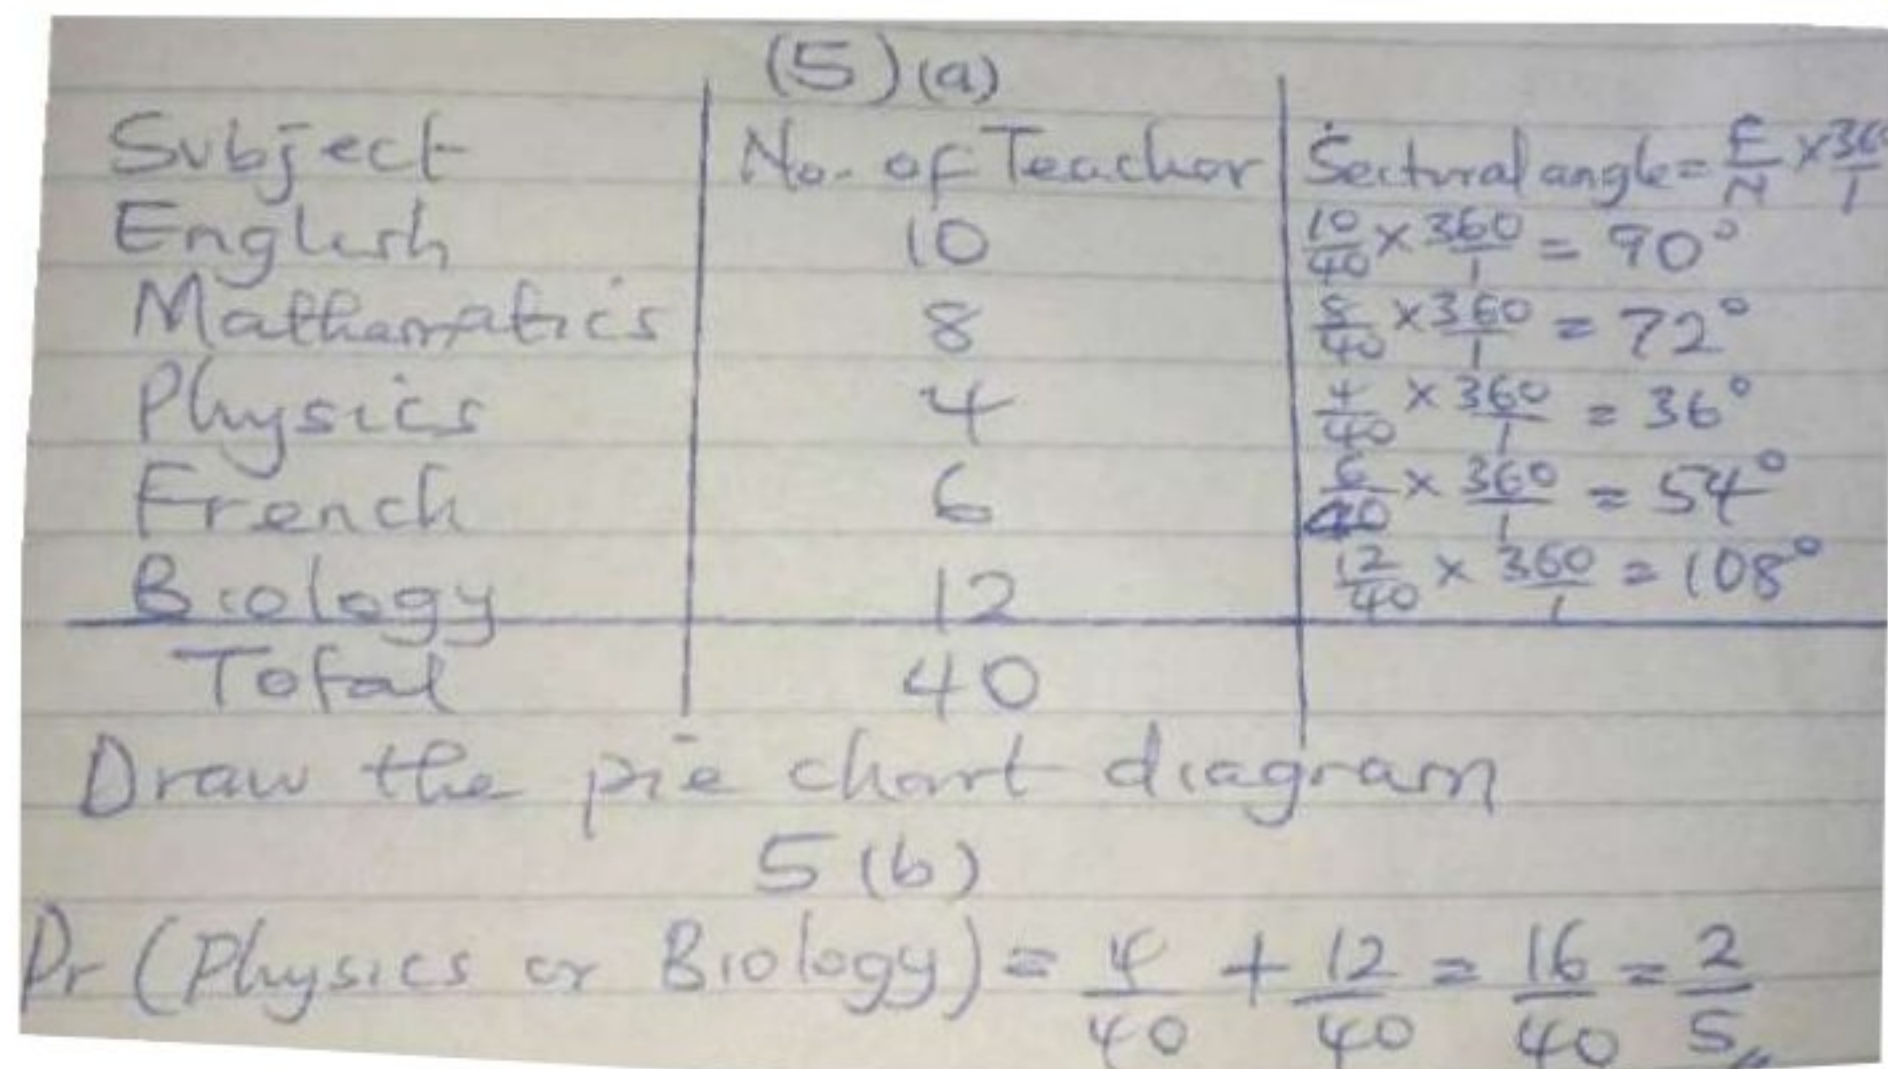 (5)(a)
Subject No. of Teacher Sectural angle = F/N × 360/1
English 10 10/40 × 360/1 = 90°
Mathematics 8 8/40 × 360/1 = 72°
Physics 4 4/40 × 360/1 = 36°
French 6 6/40 × 360/1 = 54°
Biology 12 12/40 × 360/1 = 108°
Total 40
Draw the pie chart diagram
5(b)
Pr (Physics or Biology) = 4/40 + 12/40 = 16/40 = 2/5